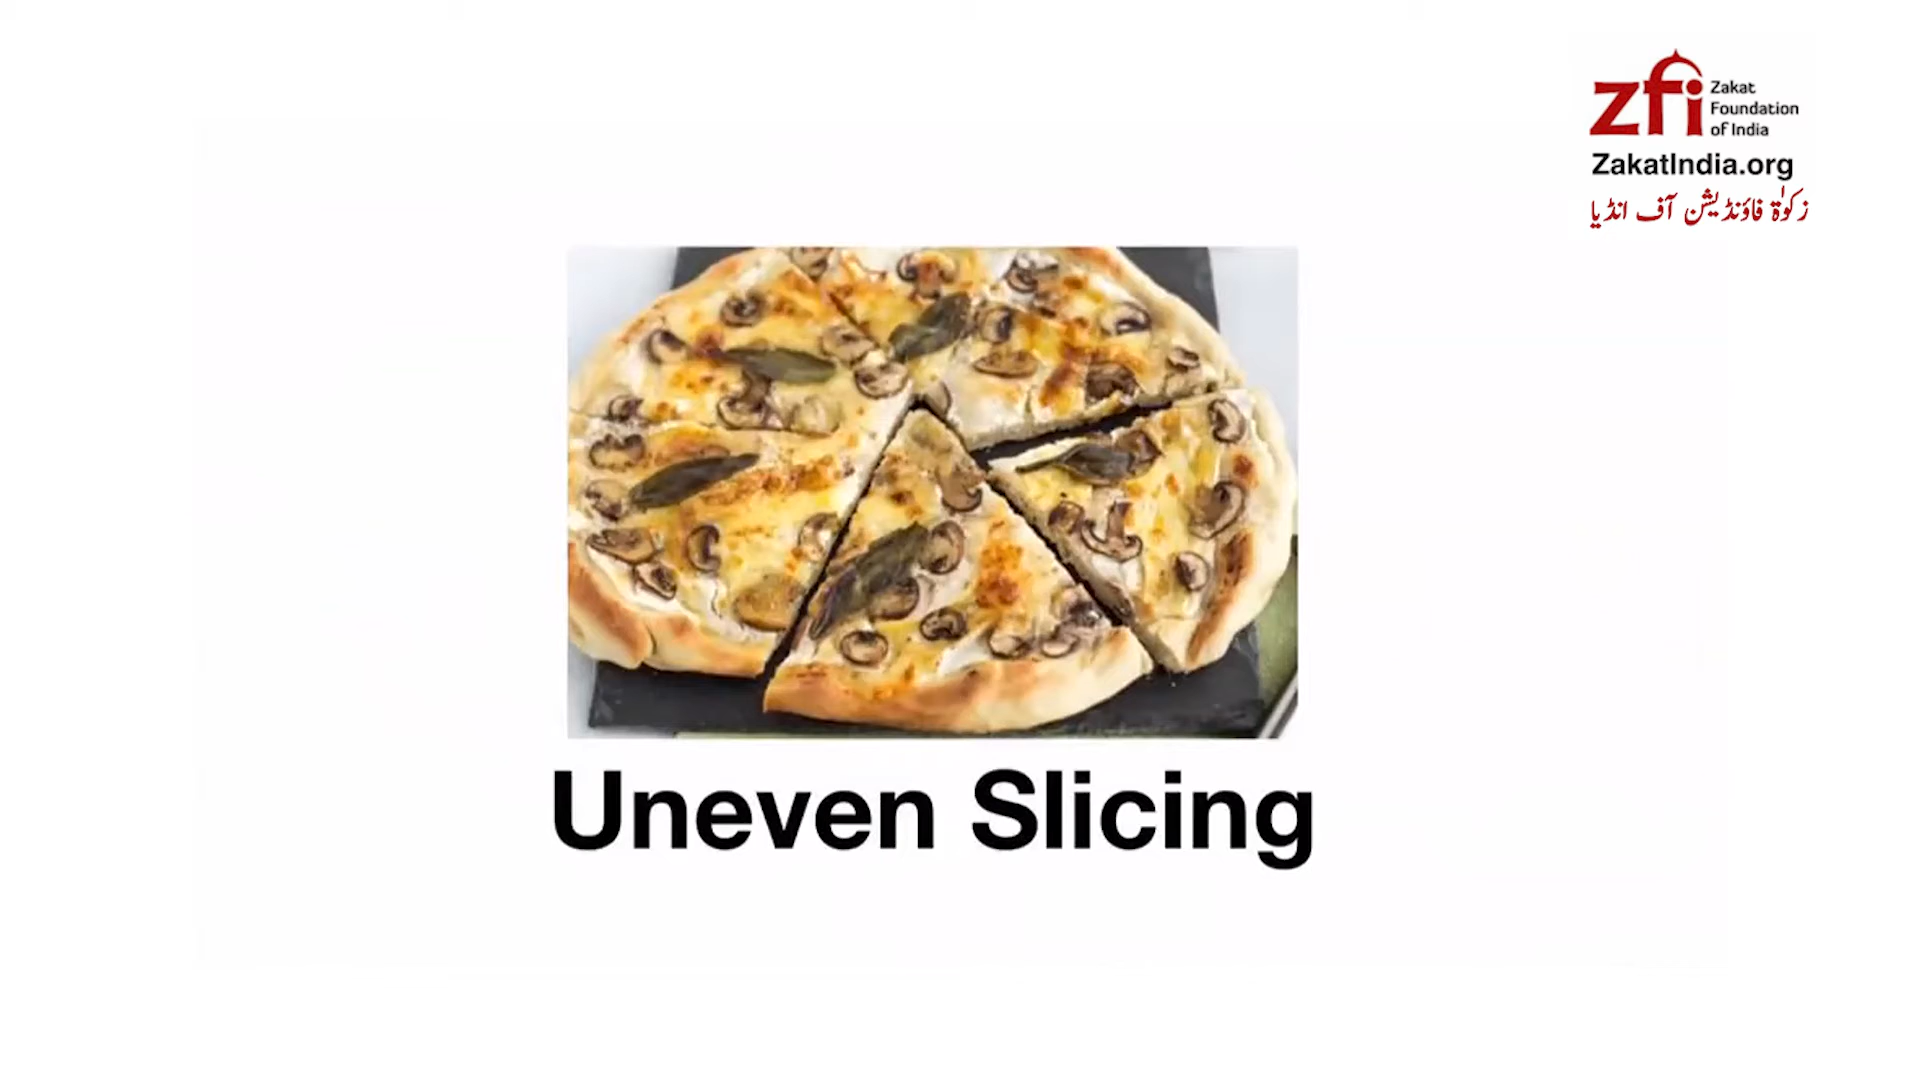 zfi
Zakat
Foundation
of India
ZakatIndia.org
زکوٰۃ فاؤنڈیشن آف انڈیا
Uneven Slicing